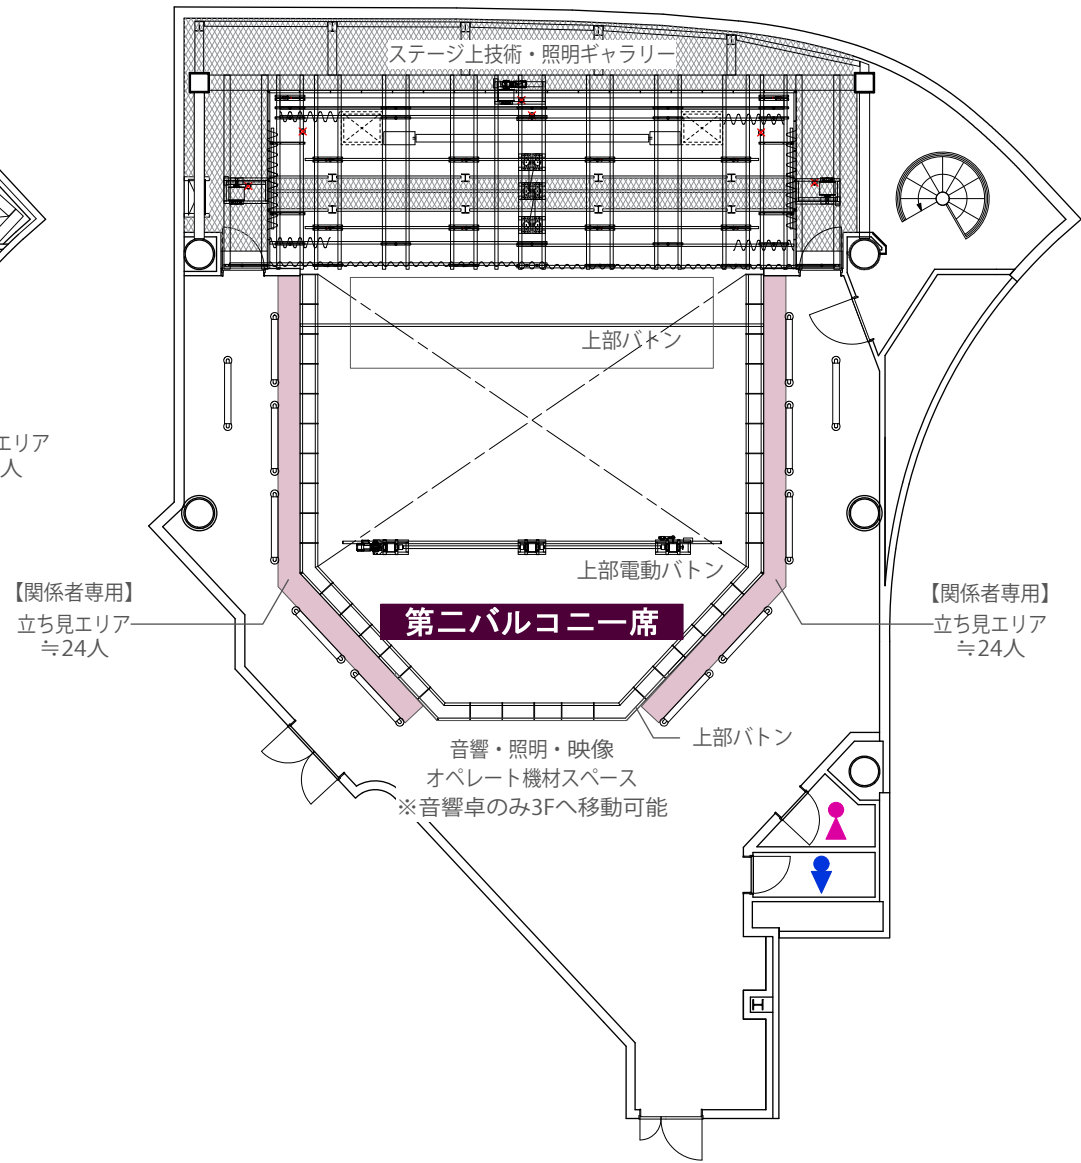 ステージ上技術・照明ギャラリー
上部バトン
エリア
人
上部電動バトン
【関係者専用】
立ち見エリア
≒24人
第二バルコニー席
【関係者専用】
立ち見エリア
≒24人
上部バトン
音響・照明・映像
オペレート機材スペース
※音響卓のみ3Fへ移動可能